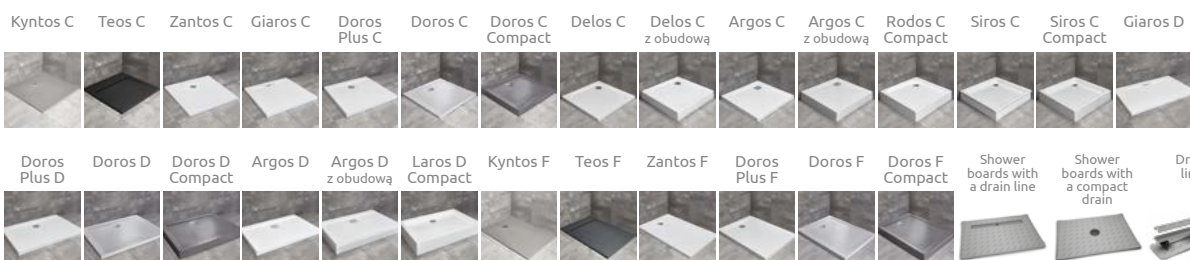 Kyntos C
Teos C
Zantos C
Giaros C
Doros
Plus C
Doros C
Doros C
Compact
Delos C
Delos C
z obudową
Argos C
Argos C
z obudową
Rodos C
Compact
Siros C
Siros C
Compact
Giaros D
Doros
Plus D
Doros D
Doros D
Compact
Argos D
Argos D
z obudową
Laros D
Compact
Kyntos F
Teos F
Zantos F
Doros
Plus F
Doros F
Doros F
Compact
Shower
boards with
a drain line
Shower
boards with
a compact
drain